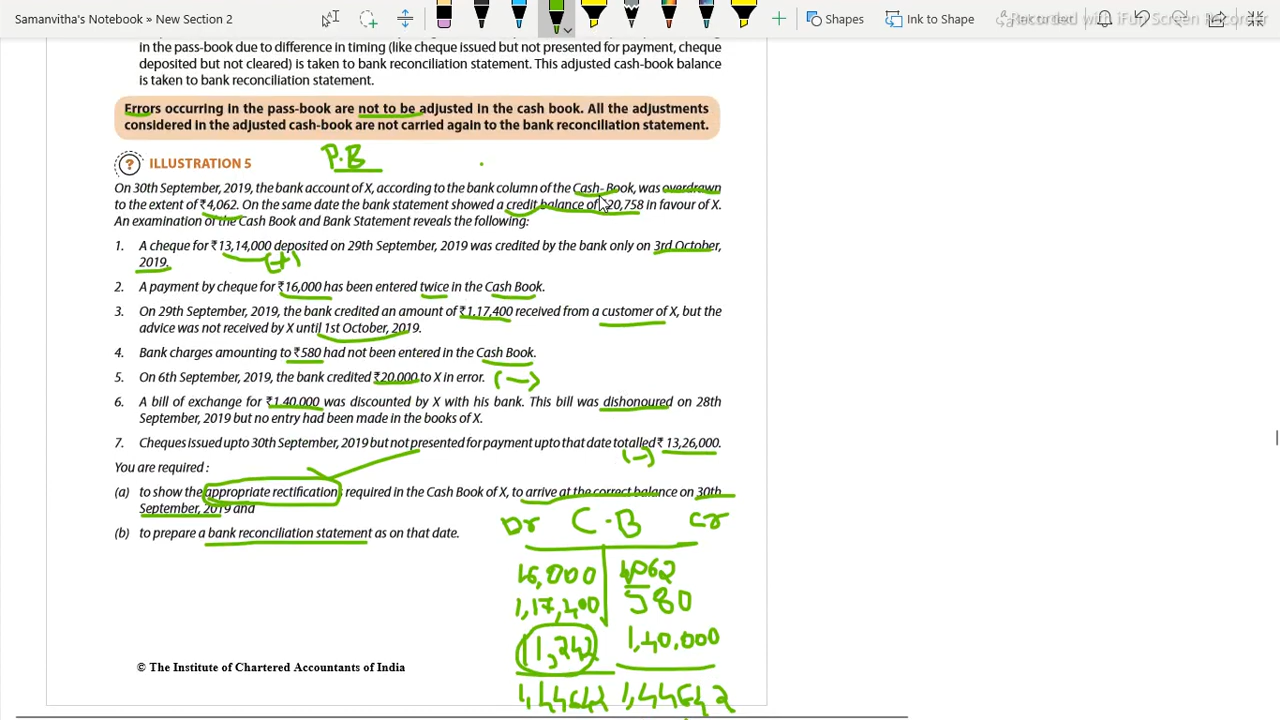 Samanvitha's Notebook » New Section 2
Shapes
Ink to Shape
in the pass-book due to difference in timing (like cheque issued but not presented for payment, cheque
deposited but not cleared) is taken to bank reconciliation statement. This adjusted cash-book balance
is taken to bank reconciliation statement.
Errors occurring in the pass-book are not to be adjusted in the cash book. All the adjustments
considered in the adjusted cash-book are not carried again to the bank reconciliation statement.
? ILLUSTRATION 5
P.B
On 30th September, 2019, the bank account of X, according to the bank column of the Cash- Book, was overdrawn
to the extent of ₹4,062. On the same date the bank statement showed a credit balance of ₹20,758 in favour of X.
An examination of the Cash Book and Bank Statement reveals the following:
1. A cheque for ₹13,14,000 deposited on 29th September, 2019 was credited by the bank only on 3rd October,
2019.
(+)
2. A payment by cheque for ₹16,000 has been entered twice in the Cash Book.
3. On 29th September, 2019, the bank credited an amount of ₹1,17,400 received from a customer of X, but the
advice was not received by X until 1st October, 2019.
4. Bank charges amounting to ₹580 had not been entered in the Cash Book.
5. On 6th September, 2019, the bank credited ₹20,000 to X in error. (-)
6. A bill of exchange for ₹1,40,000 was discounted by X with his bank. This bill was dishonoured on 28th
September, 2019 but no entry had been made in the books of X.
7. Cheques issued upto 30th September, 2019 but not presented for payment upto that date totalled ₹ 13,26,000.
(-)
You are required :
(a) to show the appropriate rectifications required in the Cash Book of X, to arrive at the correct balance on 30th
September, 2019 and
(b) to prepare a bank reconciliation statement as on that date.
Dr C.B Cr
16,000 4,062
1,17,400 580
11,242 1,40,000
1,44642 1,44642
© The Institute of Chartered Accountants of India